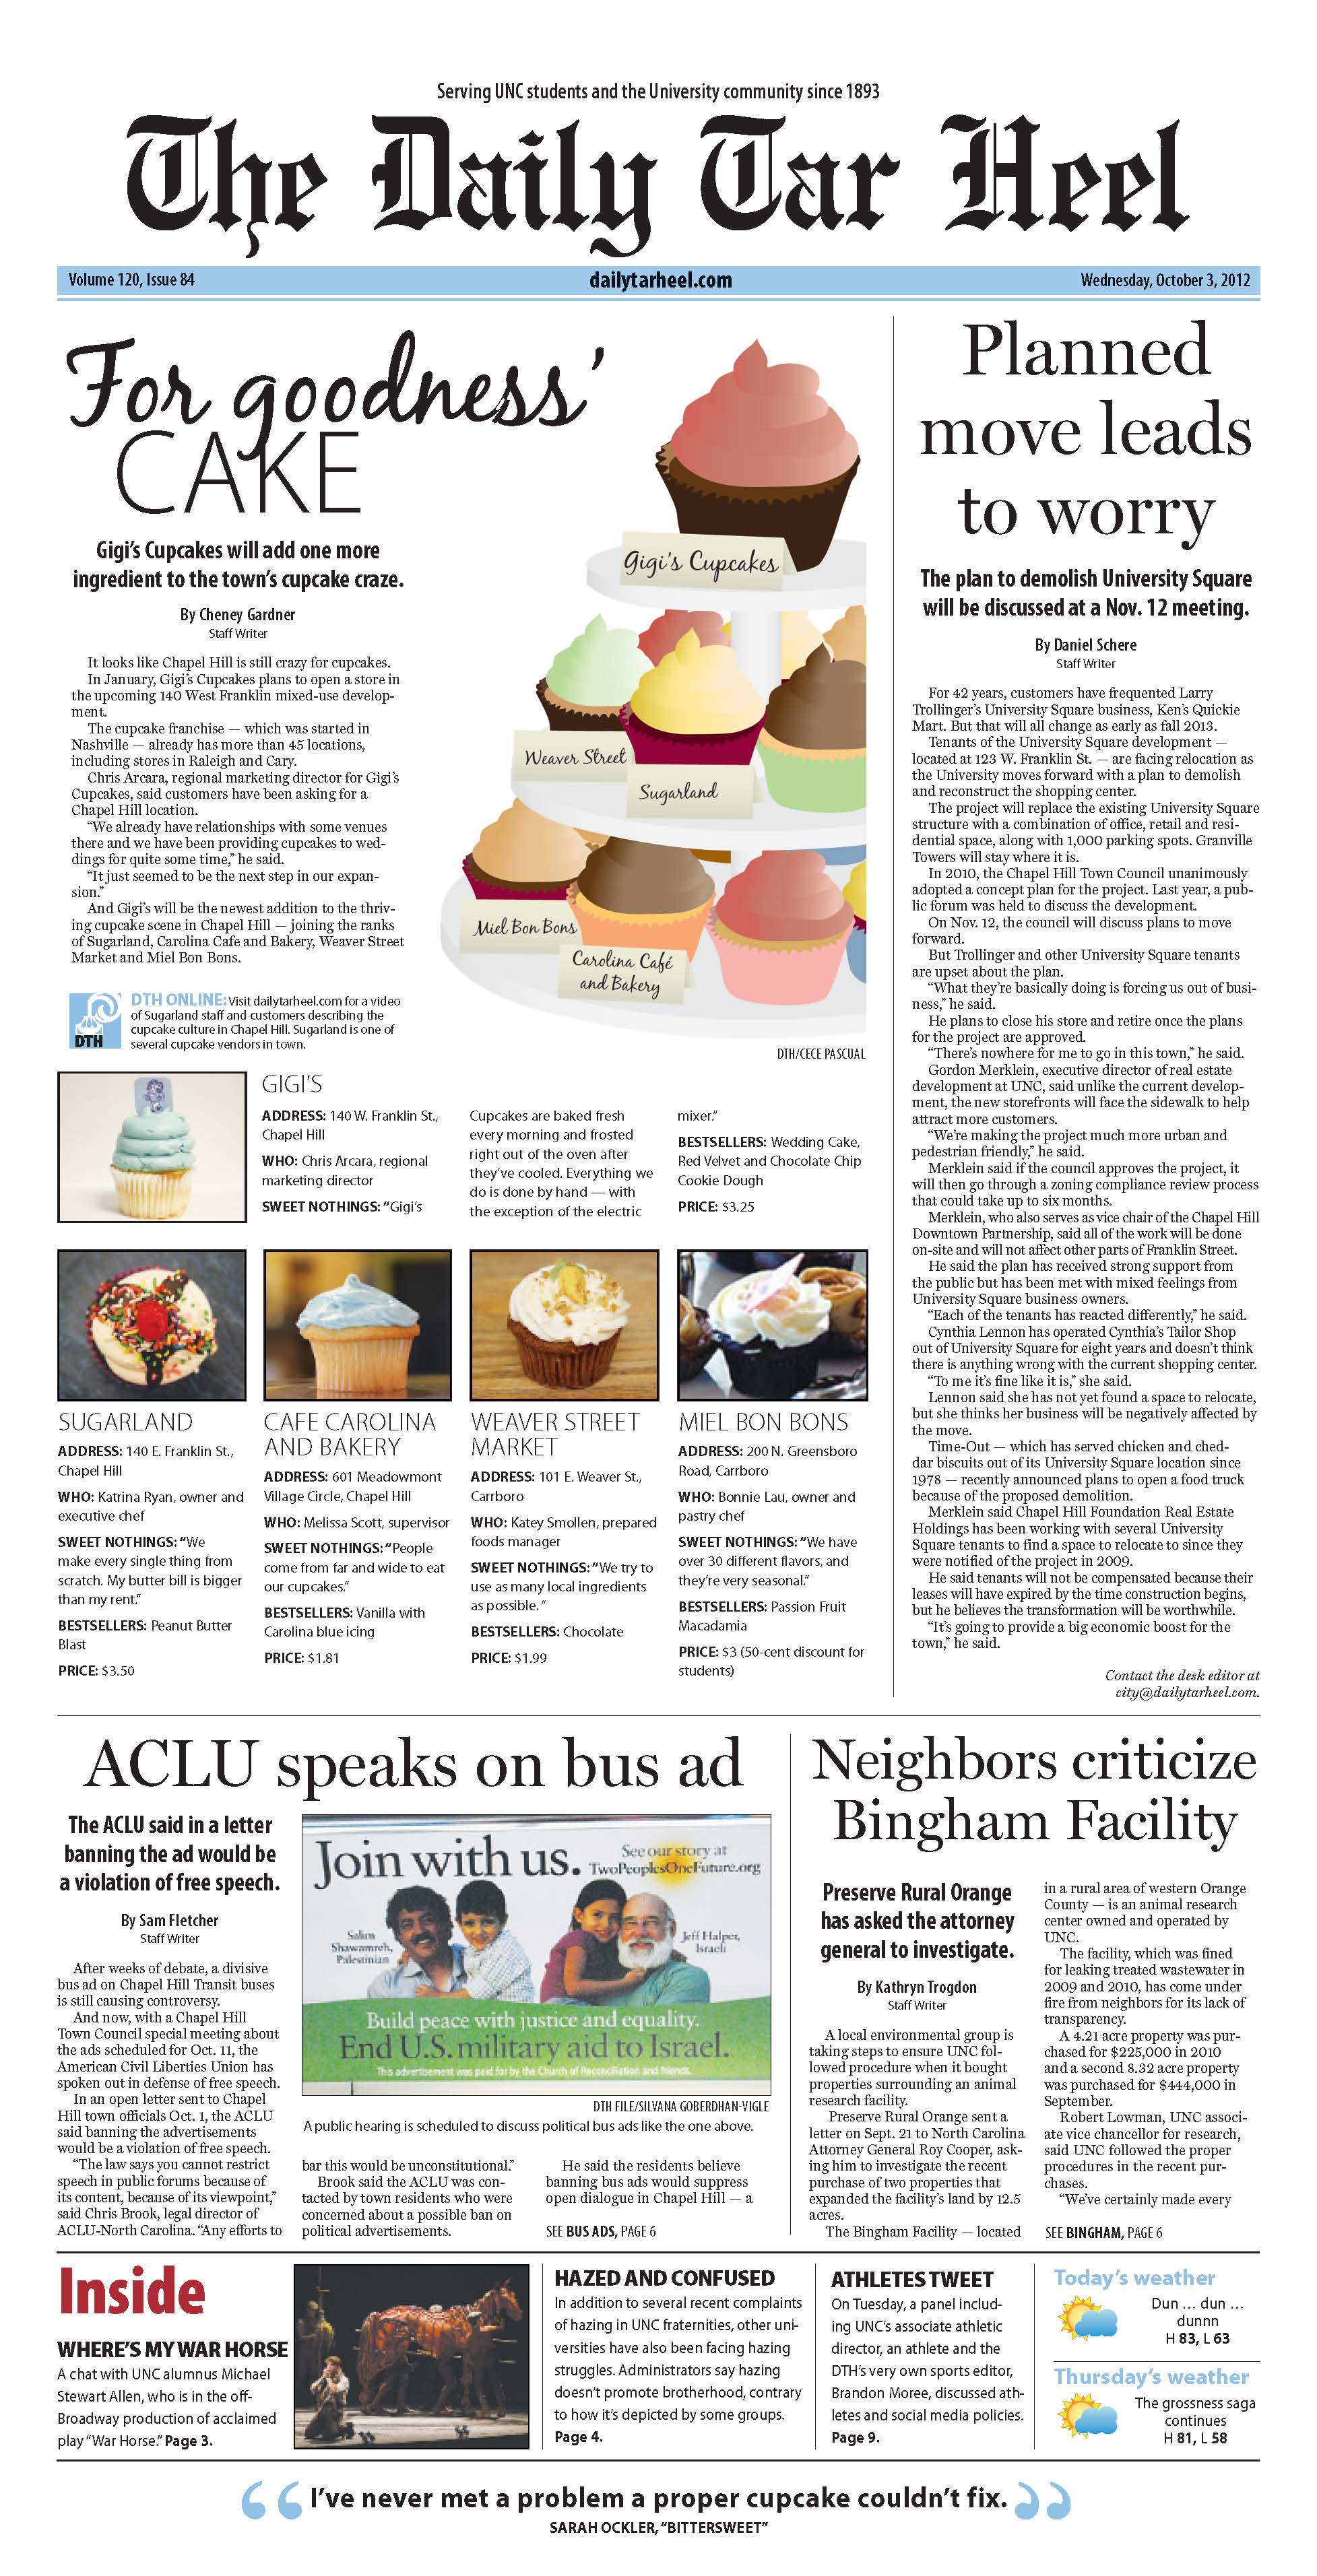 Serving UNC students and the University community since 1893
The Daily Tar Heel
Volume 120, Issue 84
dailytarheel.com
Wednesday, October 3, 2012
For goodness’
CAKE
Gigi’s Cupcakes will add one more
ingredient to the town’s cupcake craze.
By Cheney Gardner
Staff Writer
It looks like Chapel Hill is still crazy for cupcakes.
In January, Gigi’s Cupcakes plans to open a store in
the upcoming 140 West Franklin mixed-use develop-
ment.
The cupcake franchise — which was started in
Nashville — already has more than 45 locations,
including stores in Raleigh and Cary.
Chris Arcara, regional marketing director for Gigi’s
Cupcakes, said customers have been asking for a
Chapel Hill location.
“We already have relationships with some venues
there and we have been providing cupcakes to wed-
dings for quite some time,” he said.
“It just seemed to be the next step in our expan-
sion.”
And Gigi’s will be the newest addition to the thriv-
ing cupcake scene in Chapel Hill — joining the ranks
of Sugarland, Carolina Cafe and Bakery, Weaver Street
Market and Miel Bon Bons.
DTH
DTH ONLINE: Visit dailytarheel.com for a video
of Sugarland staff and customers describing the
cupcake culture in Chapel Hill. Sugarland is one of
several cupcake vendors in town.
Gigi’s Cupcakes
Weaver Street
Sugarland
Miel Bon Bons
Carolina Café
and Bakery
DTH/CECE PASCUAL
GIGI’S
ADDRESS: 140 W. Franklin St.,
Chapel Hill
WHO: Chris Arcara, regional
marketing director
SWEET NOTHINGS: “Gigi’s
Cupcakes are baked fresh
every morning and frosted
right out of the oven after
they’ve cooled. Everything we
do is done by hand — with
the exception of the electric
mixer.”
BESTSELLERS: Wedding Cake,
Red Velvet and Chocolate Chip
Cookie Dough
PRICE: $3.25
SUGARLAND
ADDRESS: 140 E. Franklin St.,
Chapel Hill
WHO: Katrina Ryan, owner and
executive chef
SWEET NOTHINGS: “We
make every single thing from
scratch. My butter bill is bigger
than my rent.”
BESTSELLERS: Peanut Butter
Blast
PRICE: $3.50
CAFE CAROLINA
AND BAKERY
ADDRESS: 601 Meadowmont
Village Circle, Chapel Hill
WHO: Melissa Scott, supervisor
SWEET NOTHINGS: “People
come from far and wide to eat
our cupcakes.”
BESTSELLERS: Vanilla with
Carolina blue icing
PRICE: $1.81
WEAVER STREET
MARKET
ADDRESS: 101 E. Weaver St.,
Carrboro
WHO: Katey Smollen, prepared
foods manager
SWEET NOTHINGS: “We try to
use as many local ingredients
as possible. ”
BESTSELLERS: Chocolate
PRICE: $1.99
MIEL BON BONS
ADDRESS: 200 N. Greensboro
Road, Carrboro
WHO: Bonnie Lau, owner and
pastry chef
SWEET NOTHINGS: “We have
over 30 different flavors, and
they’re very seasonal.”
BESTSELLERS: Passion Fruit
Macadamia
PRICE: $3 (50-cent discount for
students)
Planned
move leads
to worry
The plan to demolish University Square
will be discussed at a Nov. 12 meeting.
By Daniel Schere
Staff Writer
For 42 years, customers have frequented Larry
Trollinger’s University Square business, Ken’s Quickie
Mart. But that will all change as early as fall 2013.
Tenants of the University Square development —
located at 123 W. Franklin St. — are facing relocation as
the University moves forward with a plan to demolish
and reconstruct the shopping center.
The project will replace the existing University Square
structure with a combination of office, retail and resi-
dential space, along with 1,000 parking spots. Granville
Towers will stay where it is.
In 2010, the Chapel Hill Town Council unanimously
adopted a concept plan for the project. Last year, a pub-
lic forum was held to discuss the development.
On Nov. 12, the council will discuss plans to move
forward.
But Trollinger and other University Square tenants
are upset about the plan.
“What they’re basically doing is forcing us out of busi-
ness,” he said.
He plans to close his store and retire once the plans
for the project are approved.
“There’s nowhere for me to go in this town,” he said.
Gordon Merklein, executive director of real estate
development at UNC, said unlike the current develop-
ment, the new storefronts will face the sidewalk to help
attract more customers.
“We’re making the project much more urban and
pedestrian friendly,” he said.
Merklein said if the council approves the project, it
will then go through a zoning compliance review process
that could take up to six months.
Merklein, who also serves as vice chair of the Chapel Hill
Downtown Partnership, said all of the work will be done
on-site and will not affect other parts of Franklin Street.
He said the plan has received strong support from
the public but has been met with mixed feelings from
University Square business owners.
“Each of the tenants has reacted differently,” he said.
Cynthia Lennon has operated Cynthia’s Tailor Shop
out of University Square for eight years and doesn’t think
there is anything wrong with the current shopping center.
“To me it’s fine like it is,” she said.
Lennon said she has not yet found a space to relocate,
but she thinks her business will be negatively affected by
the move.
Time-Out — which has served chicken and ched-
dar biscuits out of its University Square location since
1978 — recently announced plans to open a food truck
because of the proposed demolition.
Merklein said Chapel Hill Foundation Real Estate
Holdings has been working with several University
Square tenants to find a space to relocate to since they
were notified of the project in 2009.
He said tenants will not be compensated because their
leases will have expired by the time construction begins,
but he believes the transformation will be worthwhile.
“It’s going to provide a big economic boost for the
town,” he said.
Contact the desk editor at
city@dailytarheel.com.
ACLU speaks on bus ad
The ACLU said in a letter
banning the ad would be
a violation of free speech.
By Sam Fletcher
Staff Writer
After weeks of debate, a divisive
bus ad on Chapel Hill Transit buses
is still causing controversy.
And now, with a Chapel Hill
Town Council special meeting about
the ads scheduled for Oct. 11, the
American Civil Liberties Union has
spoken out in defense of free speech.
In an open letter sent to Chapel
Hill town officials Oct. 1, the ACLU
said banning the advertisements
would be a violation of free speech.
“The law says you cannot restrict
speech in public forums because of
its content, because of its viewpoint,”
said Chris Brook, legal director of
ACLU-North Carolina. “Any efforts to
Join with us.
See our story at
TwoPeoplesOneFuture.org
Salim
Shawamreh,
Palestinian
Jeff Halper,
Israeli
Build peace with justice and equality.
End U.S. military aid to Israel.
This advertisement was paid for by the Church of Reconciliation and friends.
DTH FILE/SILVANA GOBERDHAN-VIGLE
A public hearing is scheduled to discuss political bus ads like the one above.
bar this would be unconstitutional.”
Brook said the ACLU was con-
tacted by town residents who were
concerned about a possible ban on
political advertisements.
He said the residents believe
banning bus ads would suppress
open dialogue in Chapel Hill — a
SEE BUS ADS, PAGE 6
Neighbors criticize
Bingham Facility
Preserve Rural Orange
has asked the attorney
general to investigate.
By Kathryn Trogdon
Staff Writer
A local environmental group is
taking steps to ensure UNC fol-
lowed procedure when it bought
properties surrounding an animal
research facility.
Preserve Rural Orange sent a
letter on Sept. 21 to North Carolina
Attorney General Roy Cooper, ask-
ing him to investigate the recent
purchase of two properties that
expanded the facility’s land by 12.5
acres.
The Bingham Facility — located
in a rural area of western Orange
County — is an animal research
center owned and operated by
UNC.
The facility, which was fined
for leaking treated wastewater in
2009 and 2010, has come under
fire from neighbors for its lack of
transparency.
A 4.21 acre property was pur-
chased for $225,000 in 2010
and a second 8.32 acre property
was purchased for $444,000 in
September.
Robert Lowman, UNC associ-
ate vice chancellor for research,
said UNC followed the proper
procedures in the recent pur-
chases.
“We’ve certainly made every
SEE BINGHAM, PAGE 6
Inside
WHERE’S MY WAR HORSE
A chat with UNC alumnus Michael
Stewart Allen, who is in the off-
Broadway production of acclaimed
play “War Horse.” Page 3.
HAZED AND CONFUSED
In addition to several recent complaints
of hazing in UNC fraternities, other uni-
versities have also been facing hazing
struggles. Administrators say hazing
doesn’t promote brotherhood, contrary
to how it’s depicted by some groups.
Page 4.
ATHLETES TWEET
On Tuesday, a panel includ-
ing UNC’s associate athletic
director, an athlete and the
DTH’s very own sports editor,
Brandon Moree, discussed ath-
letes and social media policies.
Page 9.
Today’s weather
Dun … dun …
dunnn
H 83, L 63
Thursday’s weather
The grossness saga
continues
H 81, L 58
“I’ve never met a problem a proper cupcake couldn’t fix.”
SARAH OCKLER, “BITTERSWEET”